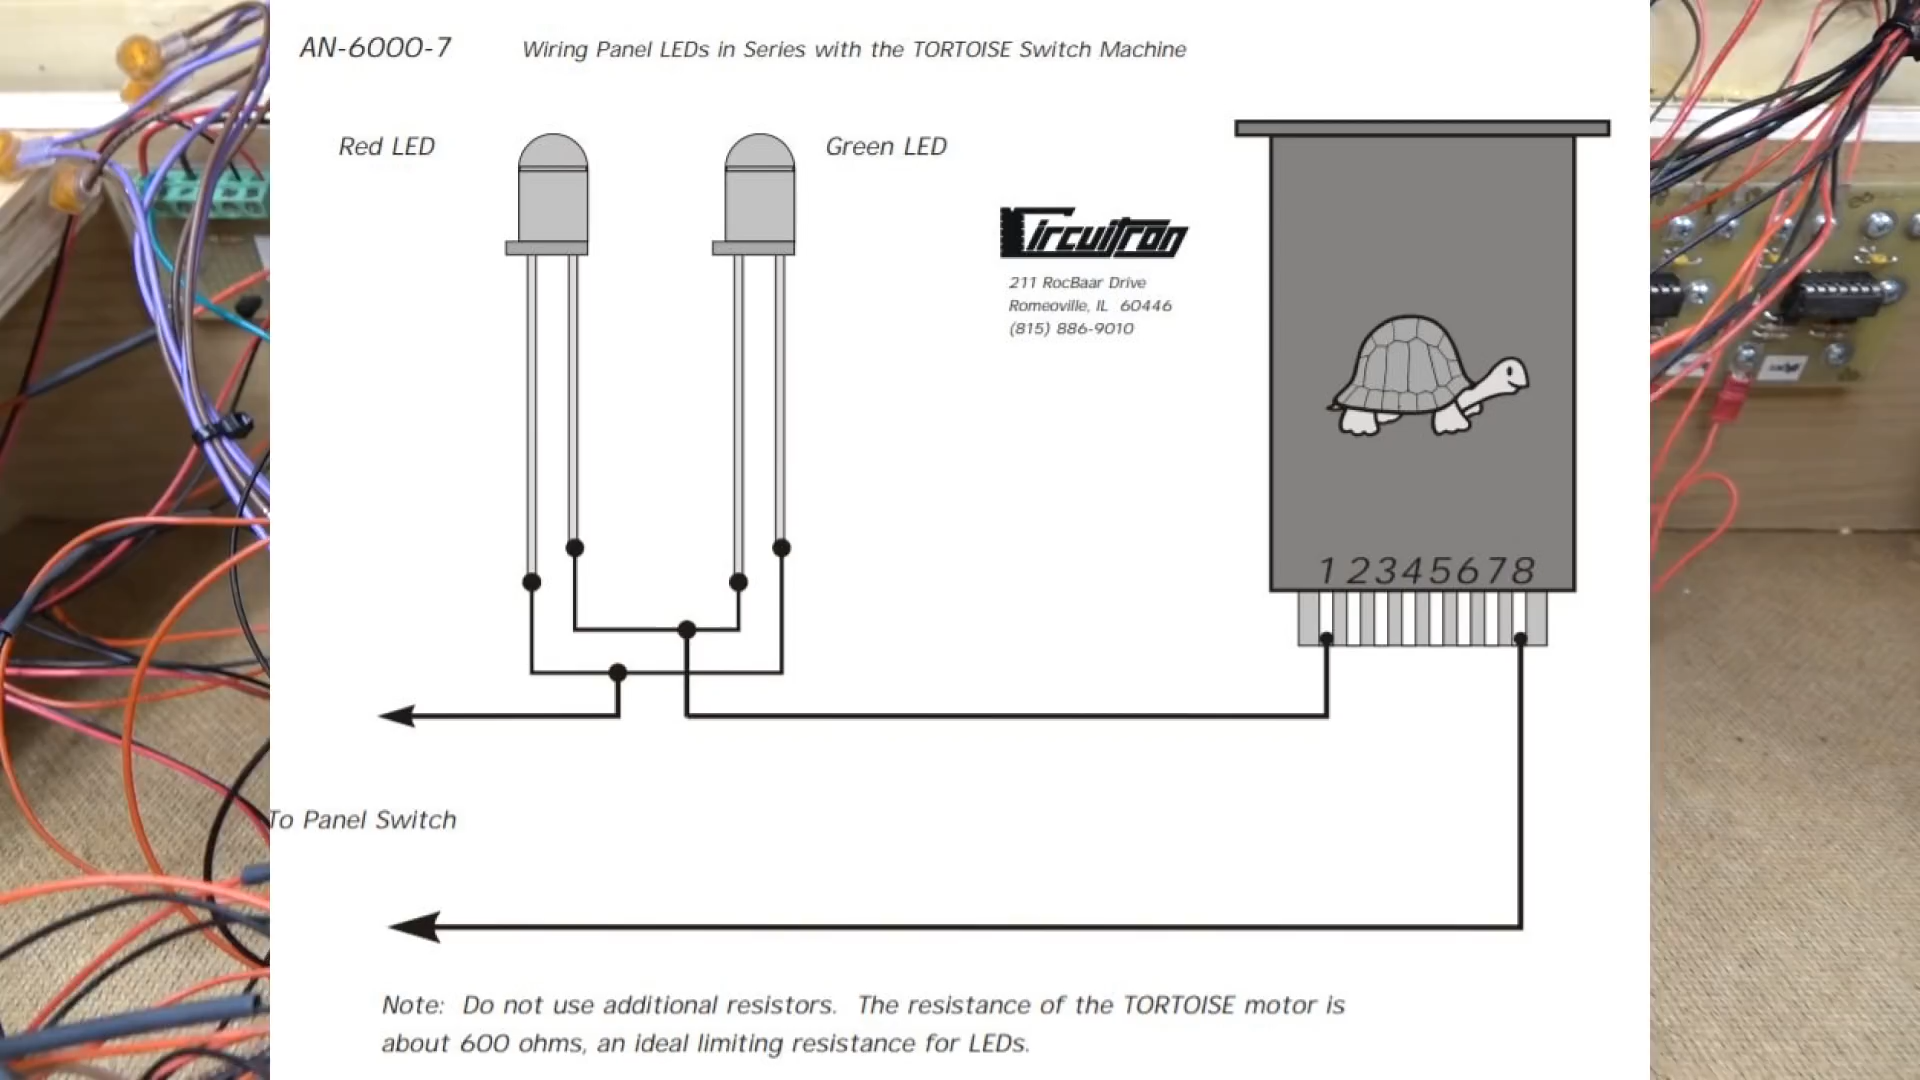 AN-6000-7
Wiring Panel LEDs in Series with the TORTOISE Switch Machine
Red LED
Green LED
Circuitron
211 RocBaar Drive
Romeoville, IL 60446
(815) 886-9010
12345678
To Panel Switch
Note: Do not use additional resistors. The resistance of the TORTOISE motor is
about 600 ohms, an ideal limiting resistance for LEDs.